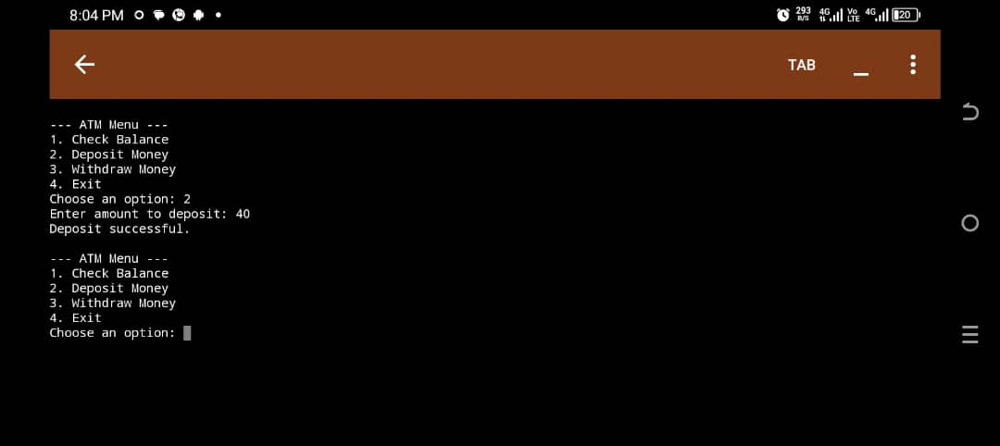 8:04 PM 293 B/S 4G Vo LTE 4G 20
TAB
--- ATM Menu ---
1. Check Balance
2. Deposit Money
3. Withdraw Money
4. Exit
Choose an option: 2
Enter amount to deposit: 40
Deposit successful.
--- ATM Menu ---
1. Check Balance
2. Deposit Money
3. Withdraw Money
4. Exit
Choose an option: